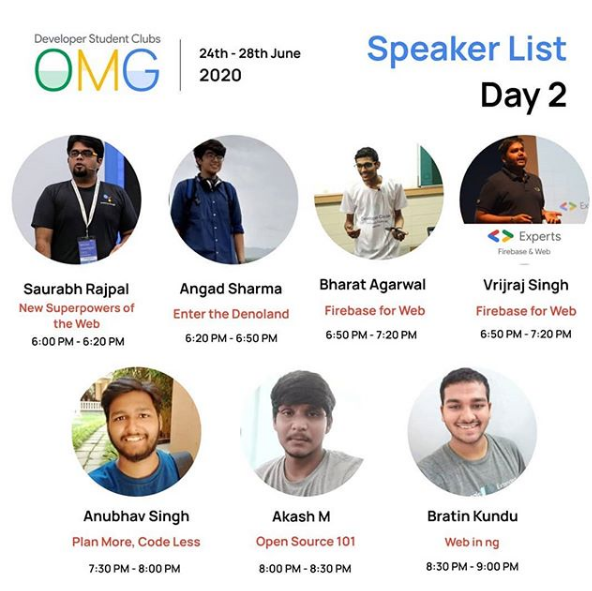 Developer Student Clubs
OMG
24th - 28th June
2020
Speaker List
Day 2
Experts
Firebase & Web
Saurabh Rajpal
New Superpowers of
the Web
6:00 PM - 6:20 PM
Angad Sharma
Enter the Denoland
6:20 PM - 6:50 PM
Bharat Agarwal
Firebase for Web
6:50 PM - 7:20 PM
Vrijraj Singh
Firebase for Web
6:50 PM - 7:20 PM
Anubhav Singh
Plan More, Code Less
7:30 PM - 8:00 PM
Akash M
Open Source 101
8:00 PM - 8:30 PM
Bratin Kundu
Web in ng
8:30 PM - 9:00 PM